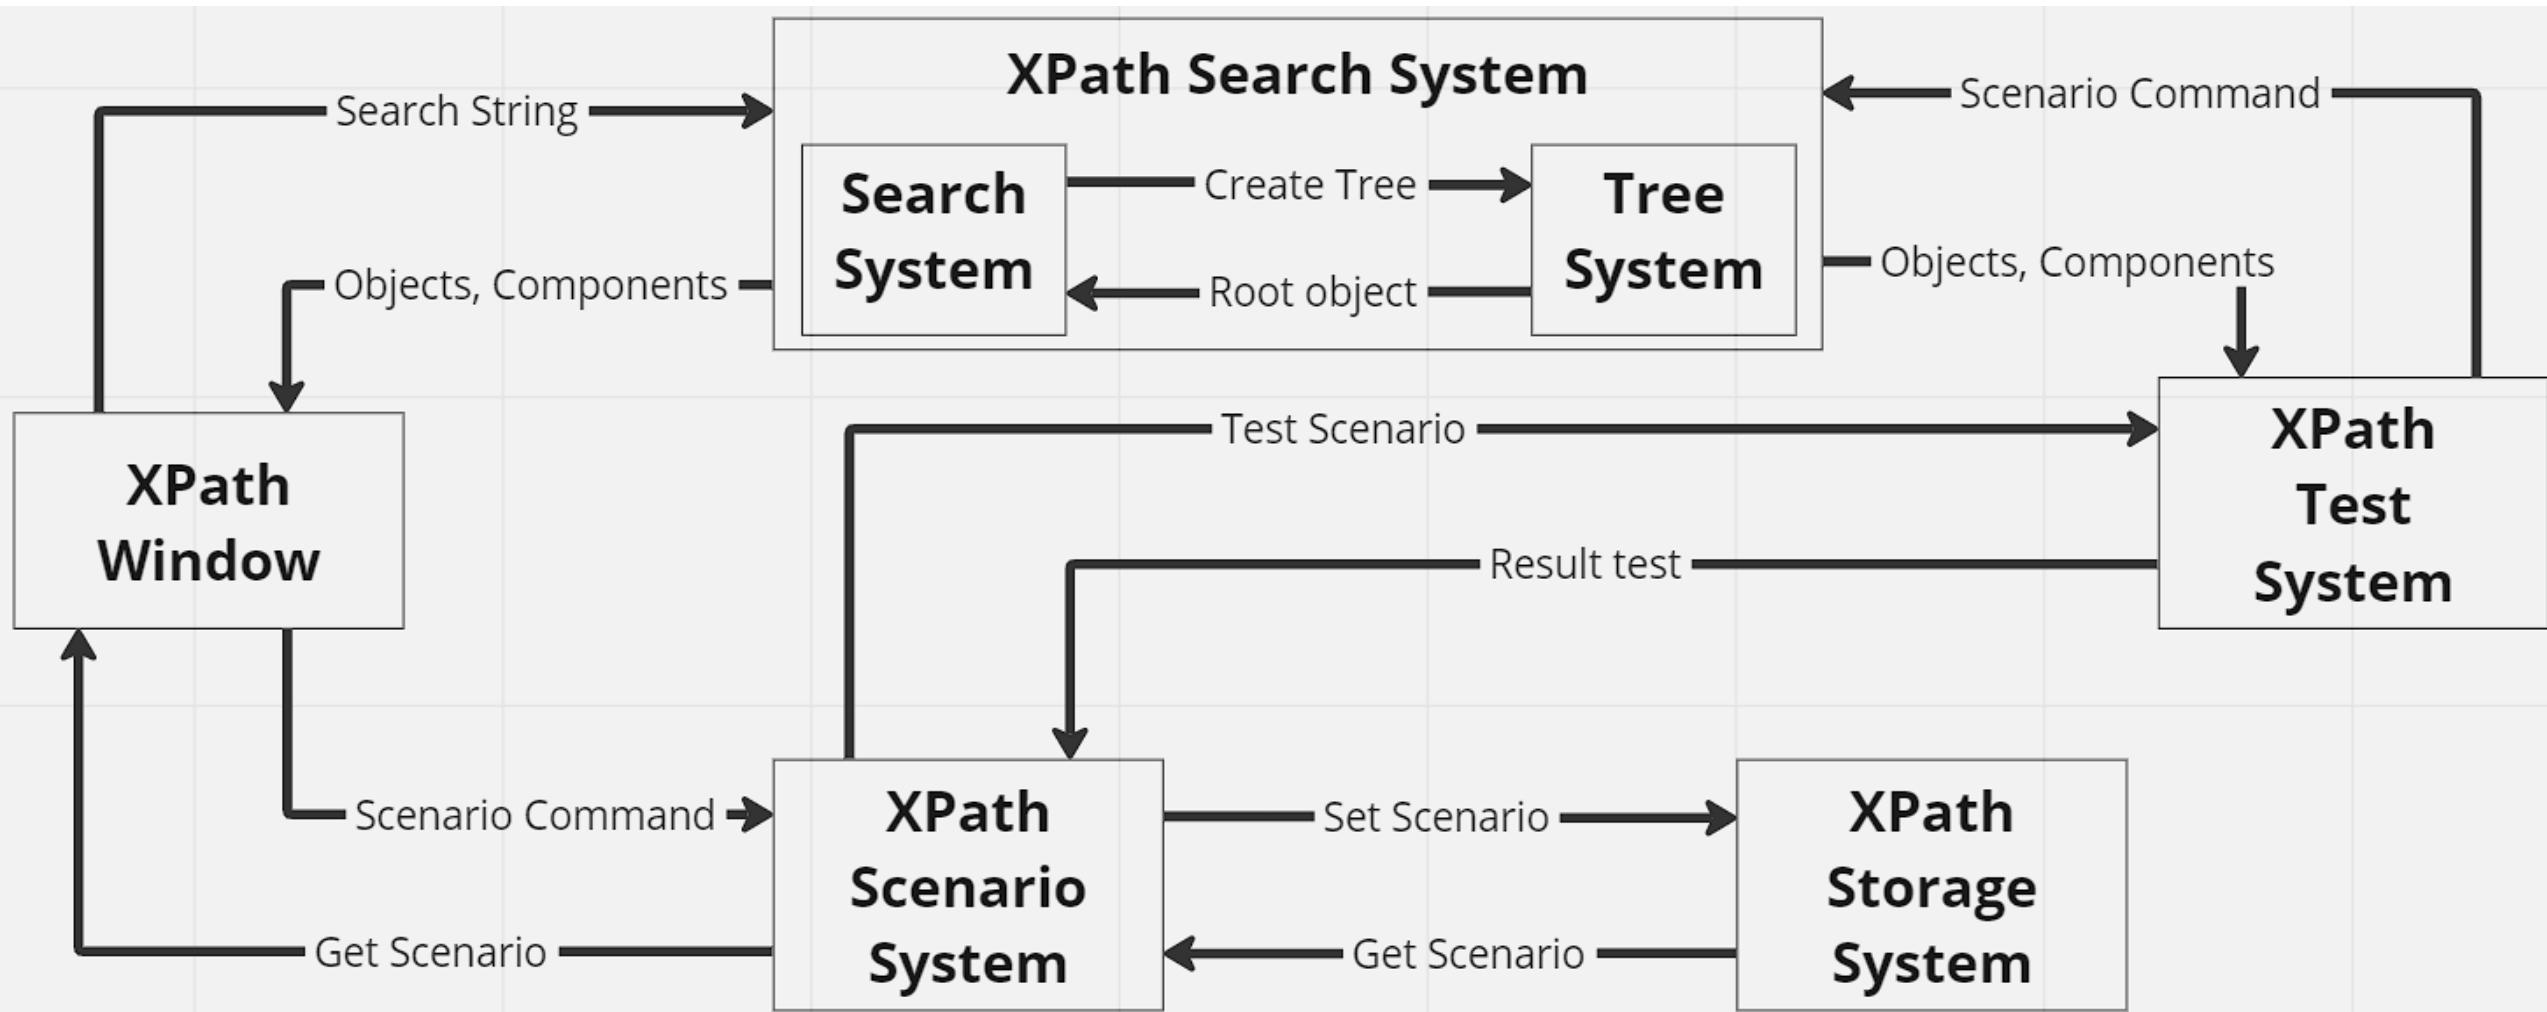 XPath Search System
Search String
Scenario Command
Search
System
Create Tree
Tree
System
Objects, Components
Root object
Objects, Components
XPath
Window
Test Scenario
XPath
Test
System
Result test
Scenario Command
XPath
Scenario
System
Set Scenario
XPath
Storage
System
Get Scenario
Get Scenario